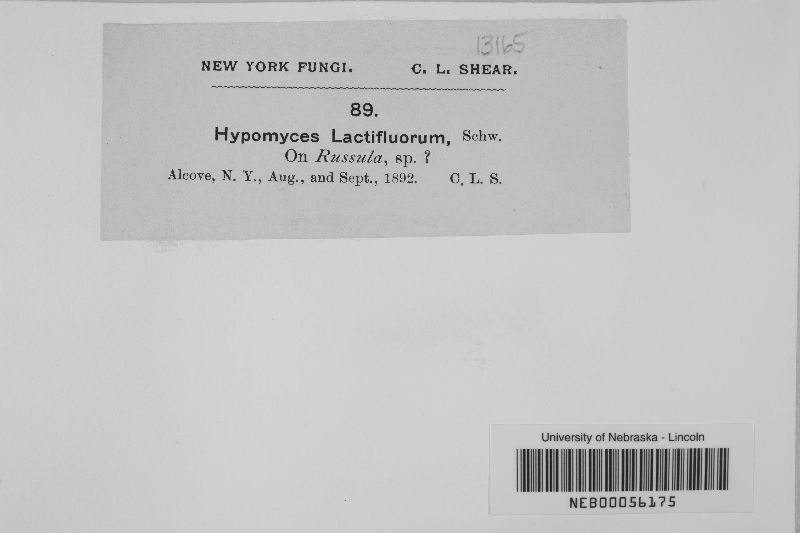 13165
NEW YORK FUNGI. C. L. SHEAR.
89.
Hypomyces Lactifluorum, Schw.
On Russula, sp. ?
Alcove, N. Y., Aug., and Sept., 1892. C. L. S.
University of Nebraska - Lincoln
NEB00056175